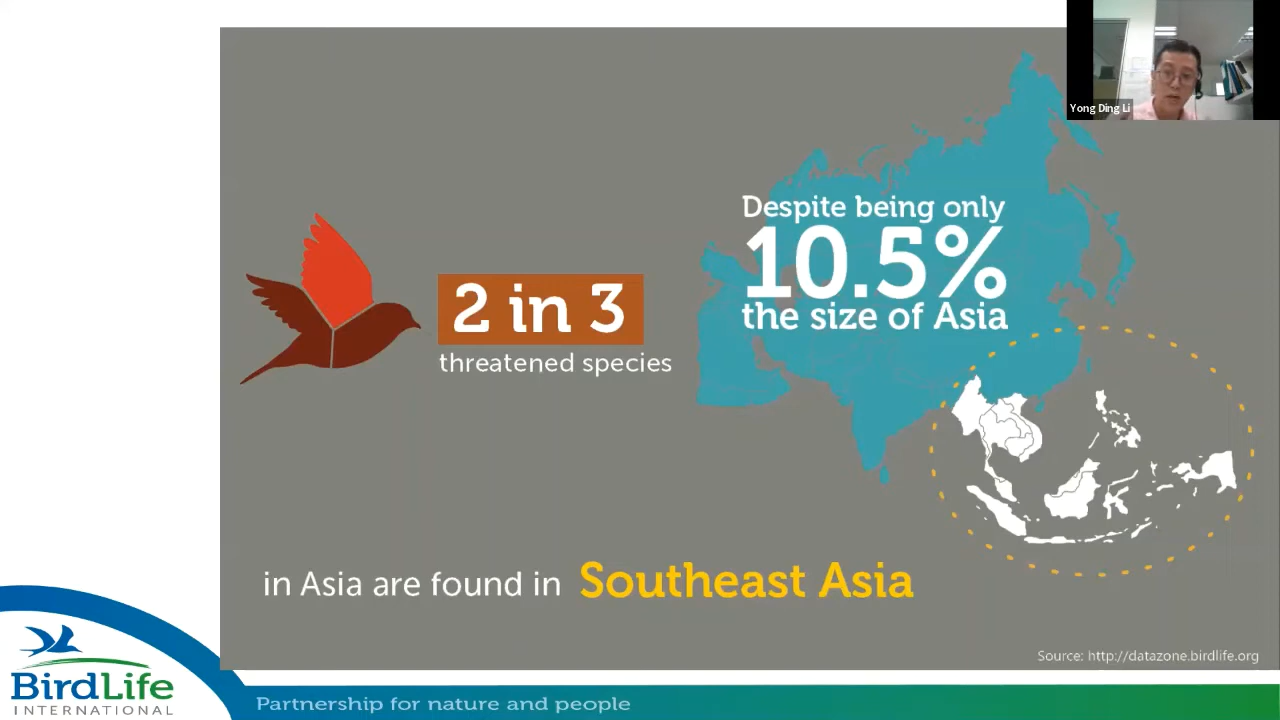 Yong Ding Li
Despite being only
10.5%
the size of Asia
2 in 3
threatened species
in Asia are found in Southeast Asia
Source: http://datazone.birdlife.org
BirdLife
INTERNATIONAL
Partnership for nature and people